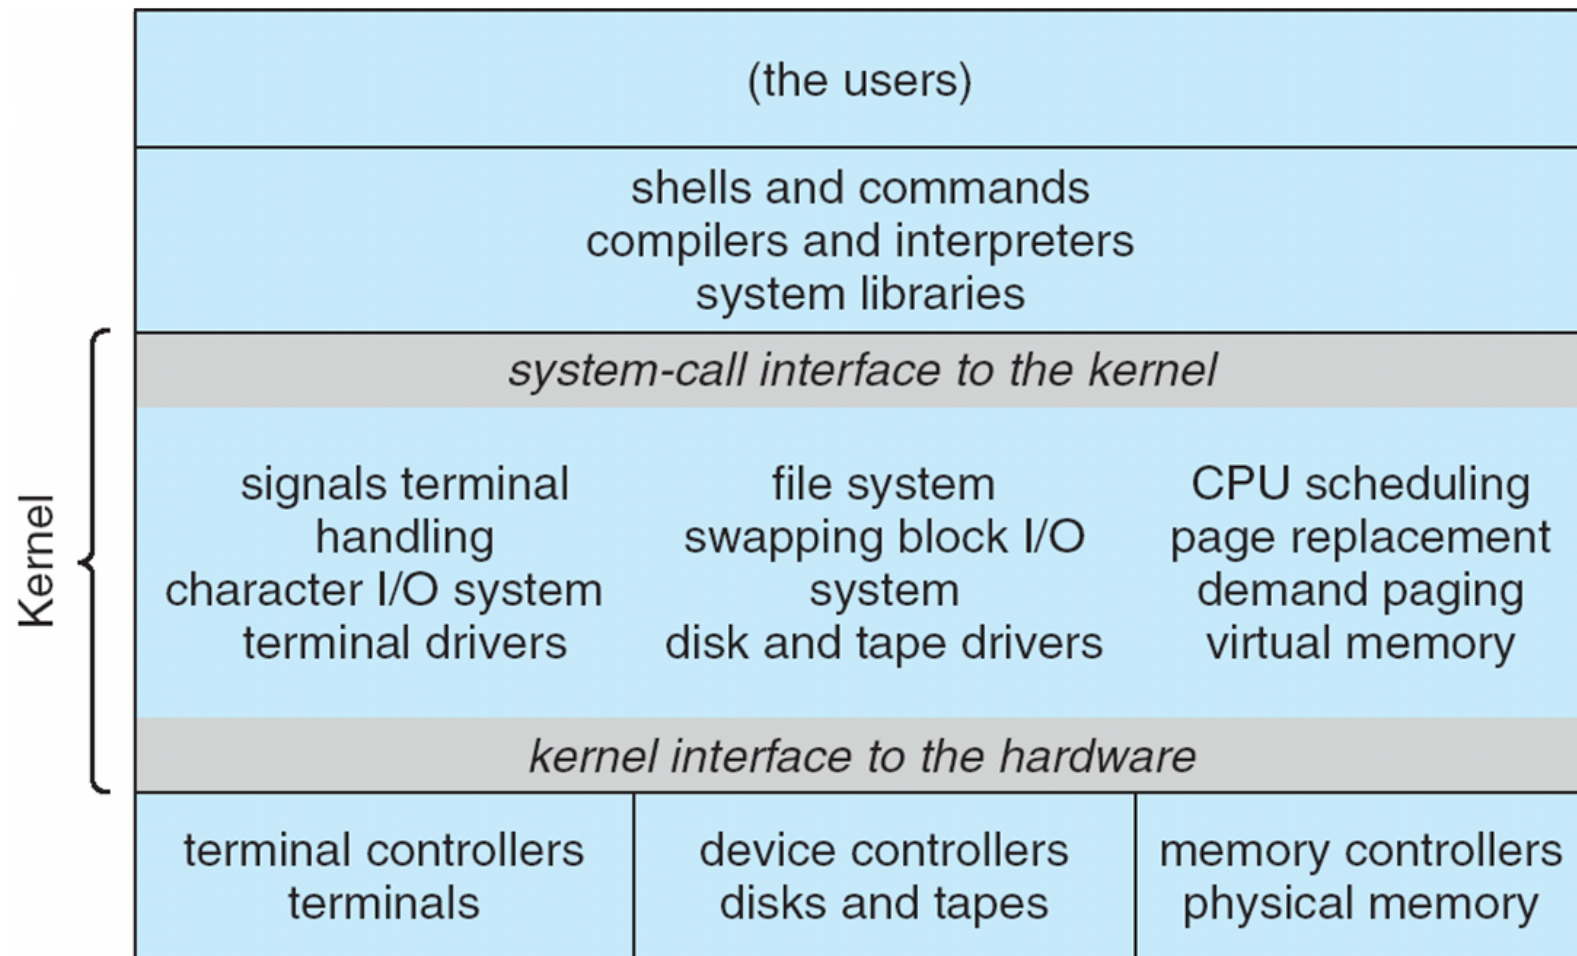 (the users)
shells and commands
compilers and interpreters
system libraries
Kernel
system-call interface to the kernel
signals terminal
handling
character I/O system
terminal drivers
file system
swapping block I/O
system
disk and tape drivers
CPU scheduling
page replacement
demand paging
virtual memory
kernel interface to the hardware
terminal controllers
terminals
device controllers
disks and tapes
memory controllers
physical memory